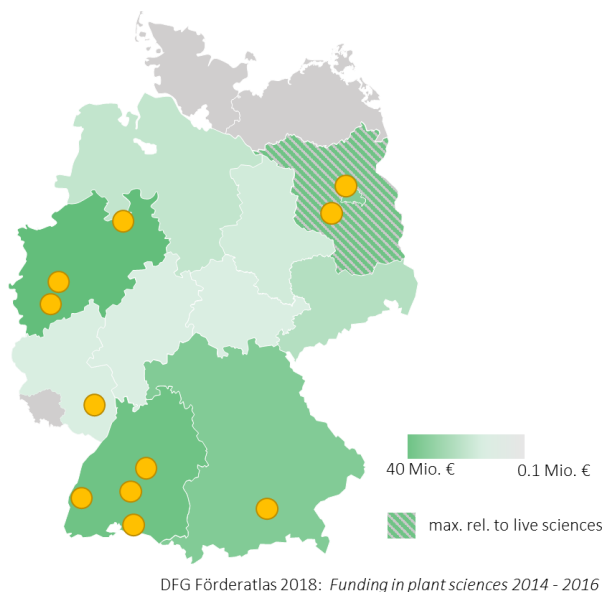 40 Mio. € 0.1 Mio. €
max. rel. to live sciences
DFG Förderatlas 2018: Funding in plant sciences 2014 - 2016